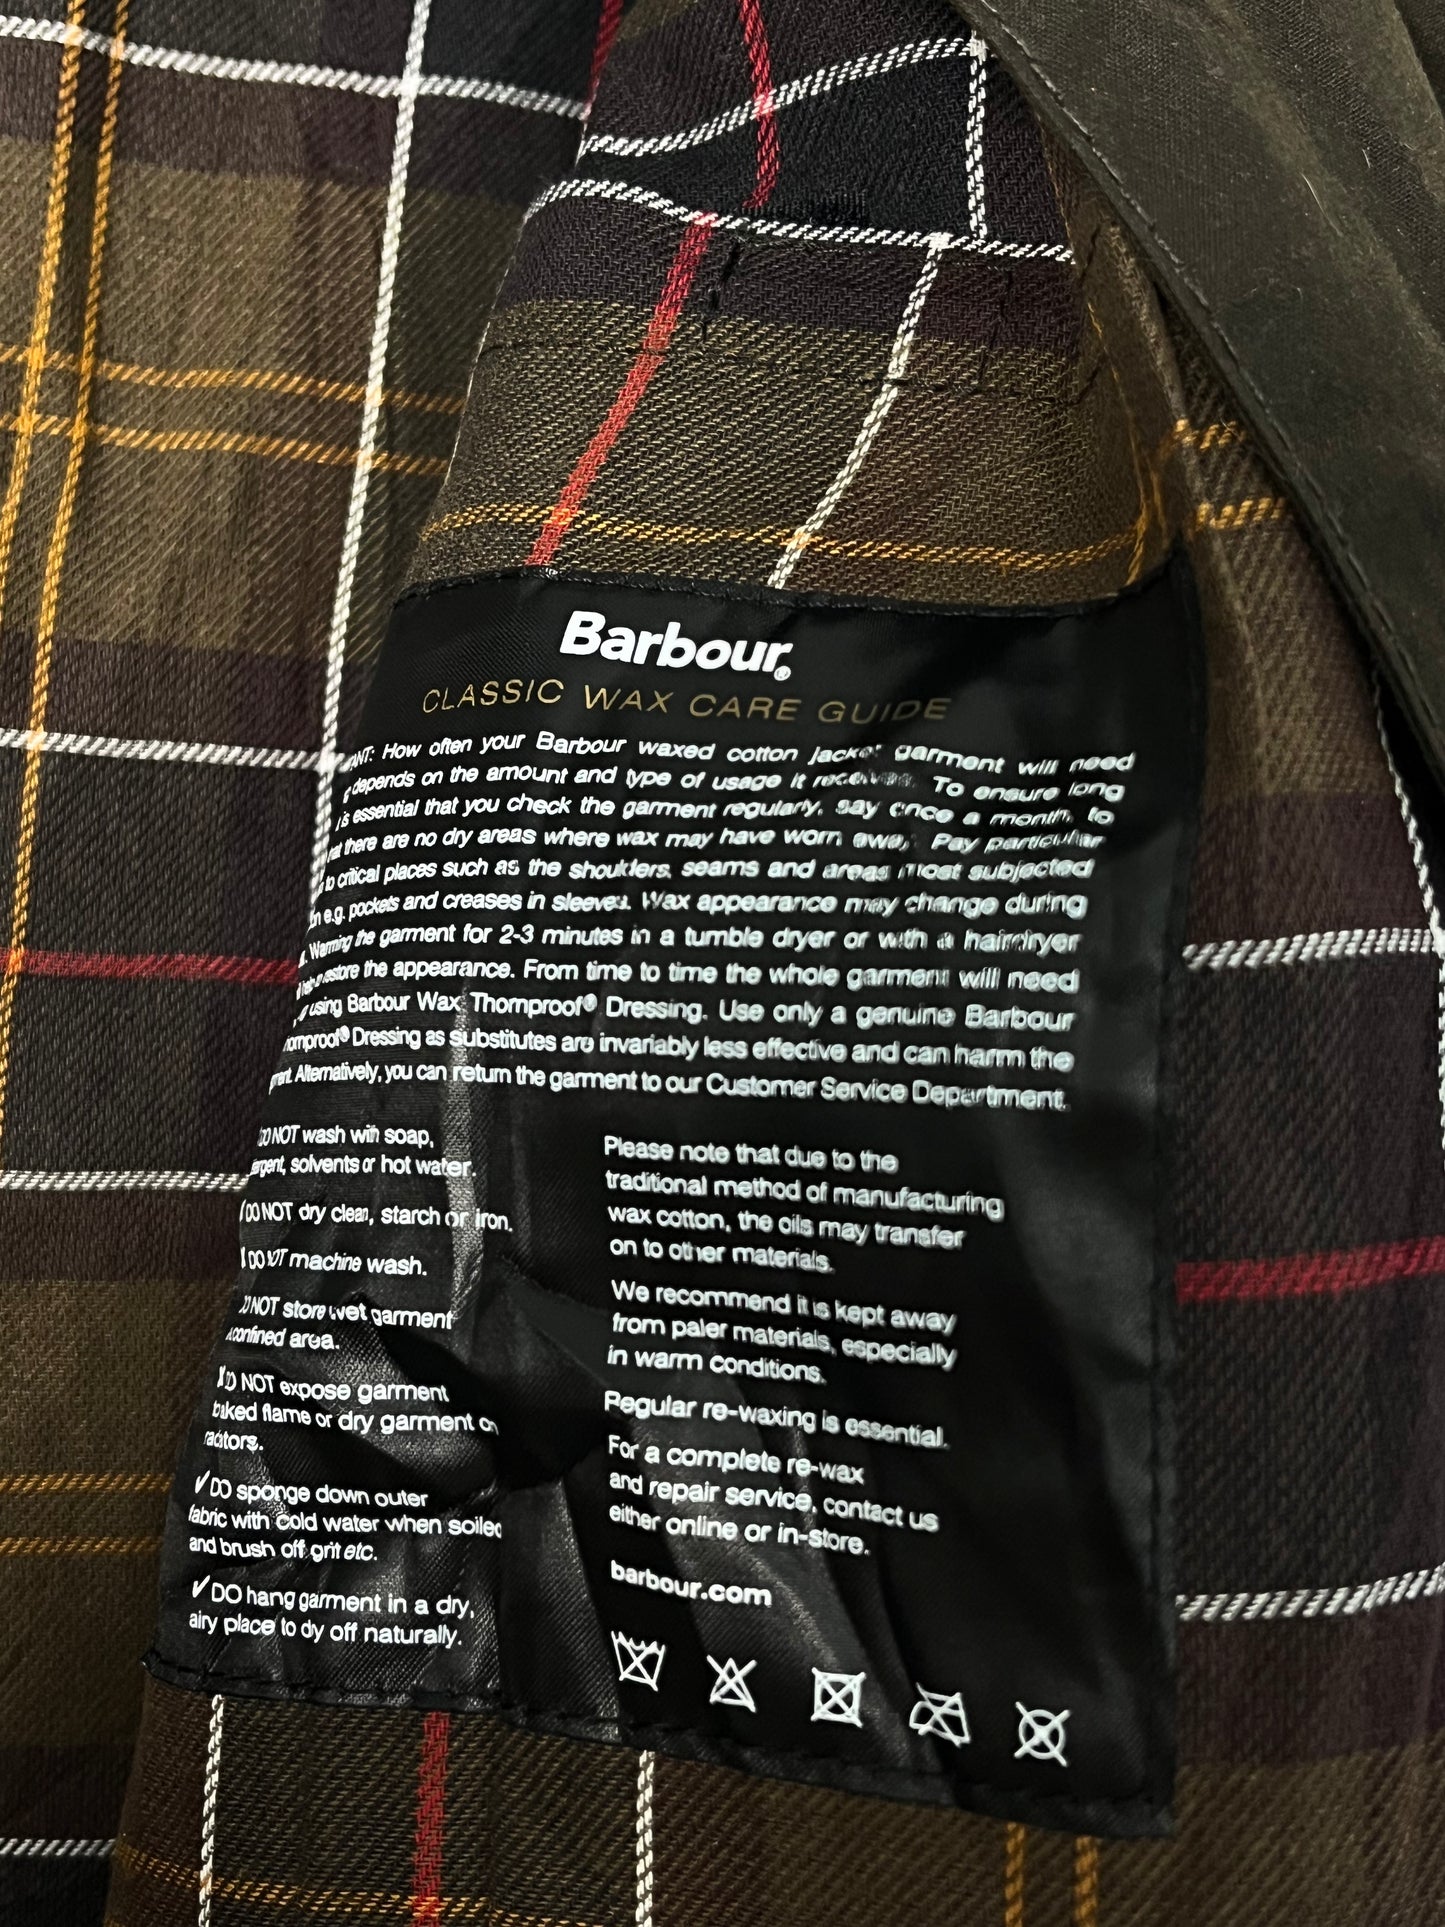 Barbour®
CLASSIC WAX CARE GUIDE
How often your Barbour waxed cotton jacket garment will need
depends on the amount and type of usage it receives. To ensure long
is essential that you check the garment regularly, say once a month, to
there are no dry areas where wax may have worn away. Pay particular
to critical places such as the shoulders, seams and areas most subjected
e.g. pockets and creases in sleeves. Wax appearance may change during
Warming the garment for 2-3 minutes in a tumble dryer or with a hairdryer
restore the appearance. From time to time the whole garment will need
using Barbour Wax Thornproof® Dressing. Use only a genuine Barbour
Dressing as substitutes are invariably less effective and can harm the
Alternatively, you can return the garment to our Customer Service Department.
DO NOT wash with soap,
solvents or hot water.
DO NOT dry clean, starch or iron.
DO NOT machine wash.
DO NOT store wet garment
confined area.
DO NOT expose garment
flame or dry garment on
✓ DO sponge down outer
fabric with cold water when soiled
and brush off grit etc.
✓ DO hang garment in a dry,
airy place to dry off naturally.
Please note that due to the
traditional method of manufacturing
wax cotton, the oils may transfer
on to other materials.
We recommend it is kept away
from paler materials, especially
in warm conditions.
Regular re-waxing is essential.
For a complete re-wax
and repair service, contact us
either online or in-store.
barbour.com